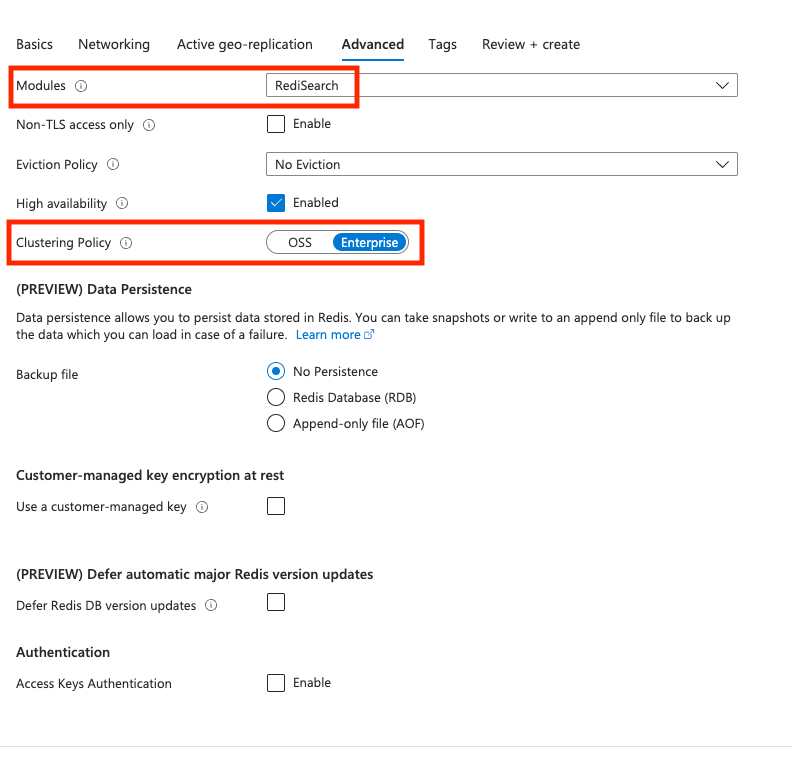 Basics Networking Active geo-replication Advanced Tags Review + create
Modules RediSearch
Non-TLS access only Enable
Eviction Policy No Eviction
High availability Enabled
Clustering Policy OSS Enterprise
(PREVIEW) Data Persistence
Data persistence allows you to persist data stored in Redis. You can take snapshots or write to an append only file to back up
the data which you can load in case of a failure. Learn more
Backup file No Persistence
Redis Database (RDB)
Append-only file (AOF)
Customer-managed key encryption at rest
Use a customer-managed key
(PREVIEW) Defer automatic major Redis version updates
Defer Redis DB version updates
Authentication
Access Keys Authentication Enable